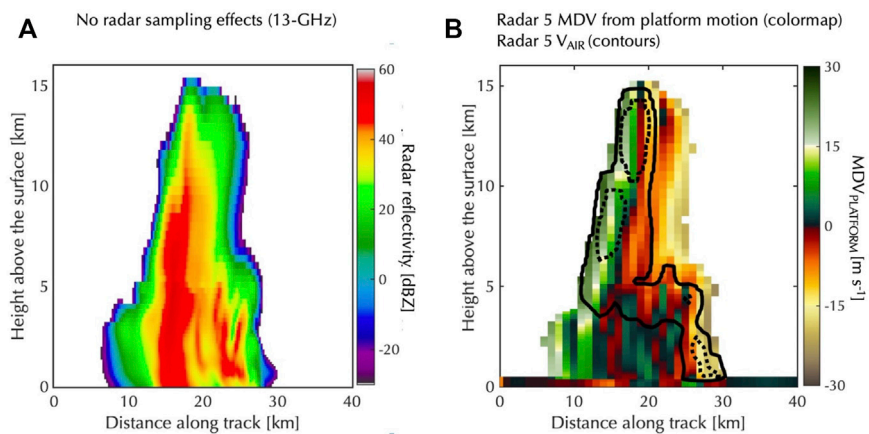 A
No radar sampling effects (13-GHz)
15
10
5
0
Height above the surface [km]
0
10
20
30
40
Distance along track [km]
60
40
20
0
-20
Radar reflectivity [dBZ]
B
Radar 5 MDV from platform motion (colormap)
Radar 5 VAIR (contours)
15
10
5
0
Height above the surface [km]
0
10
20
30
40
Distance along track [km]
30
15
0
-15
-30
MDV PLATFORM [m s-1]